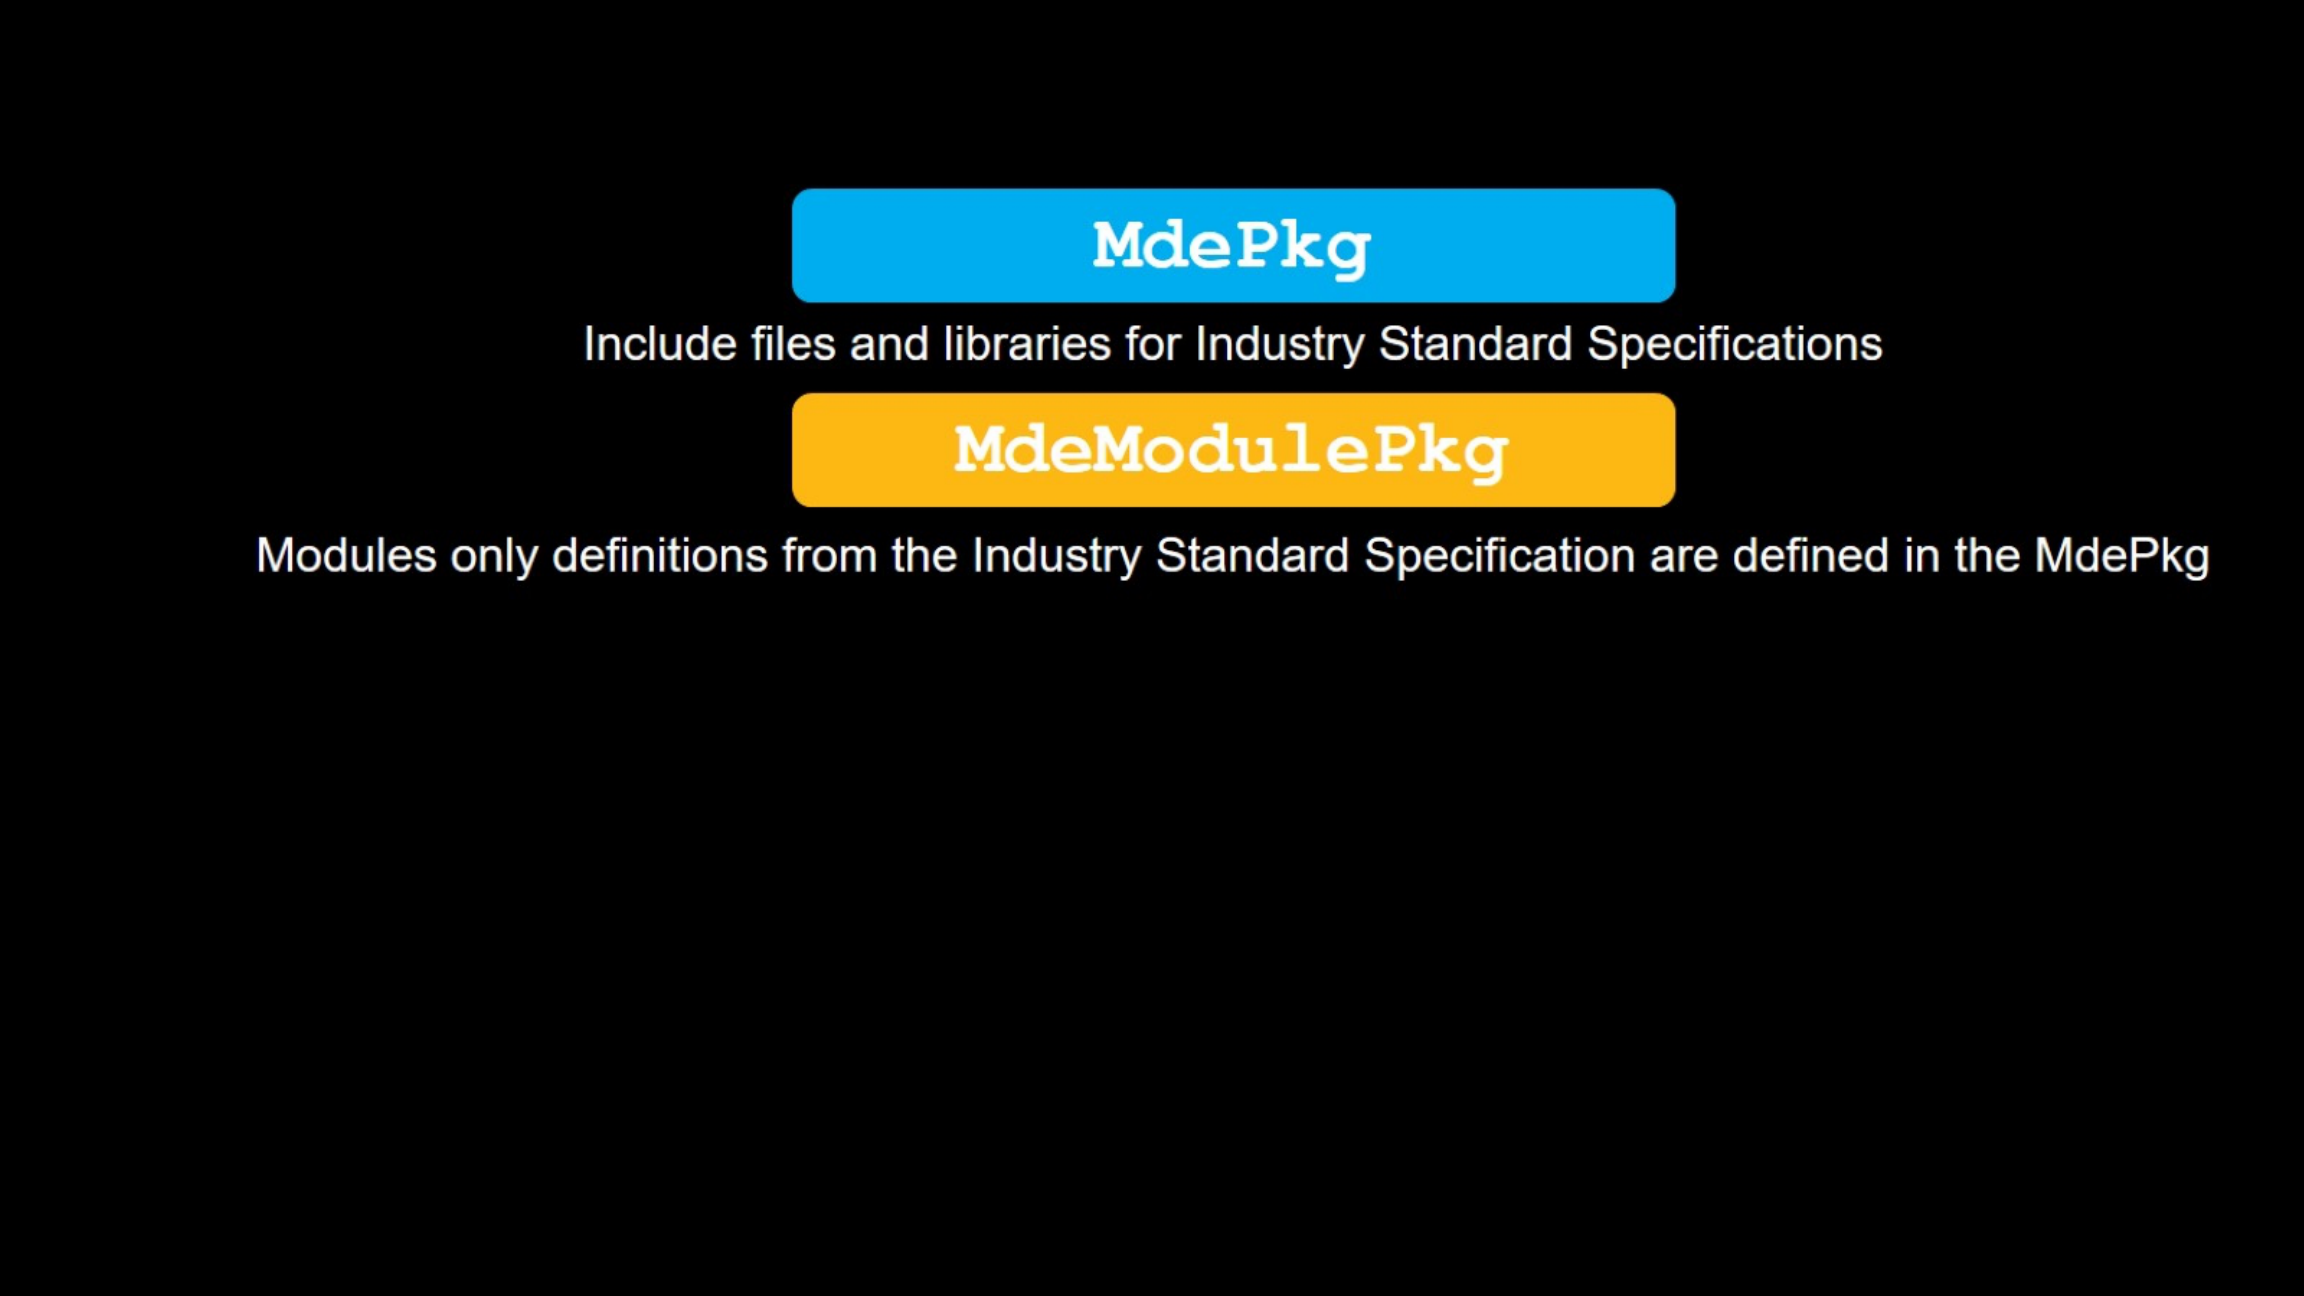 MdePkg
Include files and libraries for Industry Standard Specifications
MdeModulePkg
Modules only definitions from the Industry Standard Specification are defined in the MdePkg